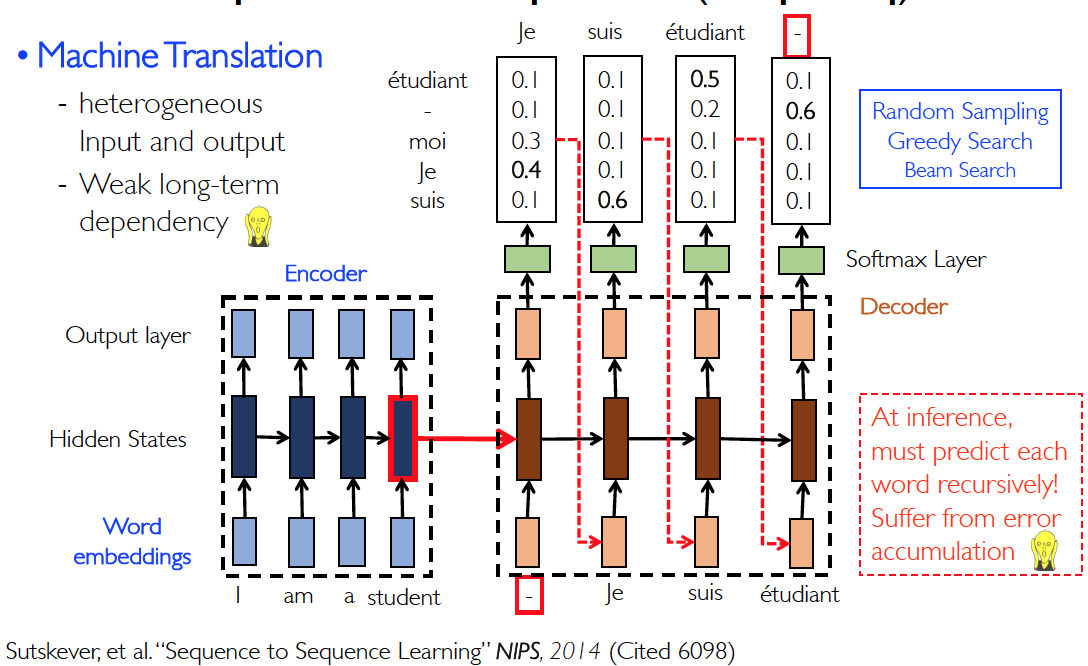 • Machine Translation
- heterogeneous
Input and output
- Weak long-term
dependency
Je suis étudiant -
étudiant 0.1 0.1 0.5 0.1
- 0.1 0.1 0.2 0.6
moi 0.3 0.1 0.1 0.1
Je 0.4 0.1 0.1 0.1
suis 0.1 0.6 0.1 0.1
Random Sampling
Greedy Search
Beam Search
Softmax Layer
Encoder
Decoder
Output layer
Hidden States
Word
embeddings
I am a student
- Je suis étudiant
At inference,
must predict each
word recursively!
Suffer from error
accumulation
Sutskever, et al. “Sequence to Sequence Learning” NIPS, 2014 (Cited 6098)